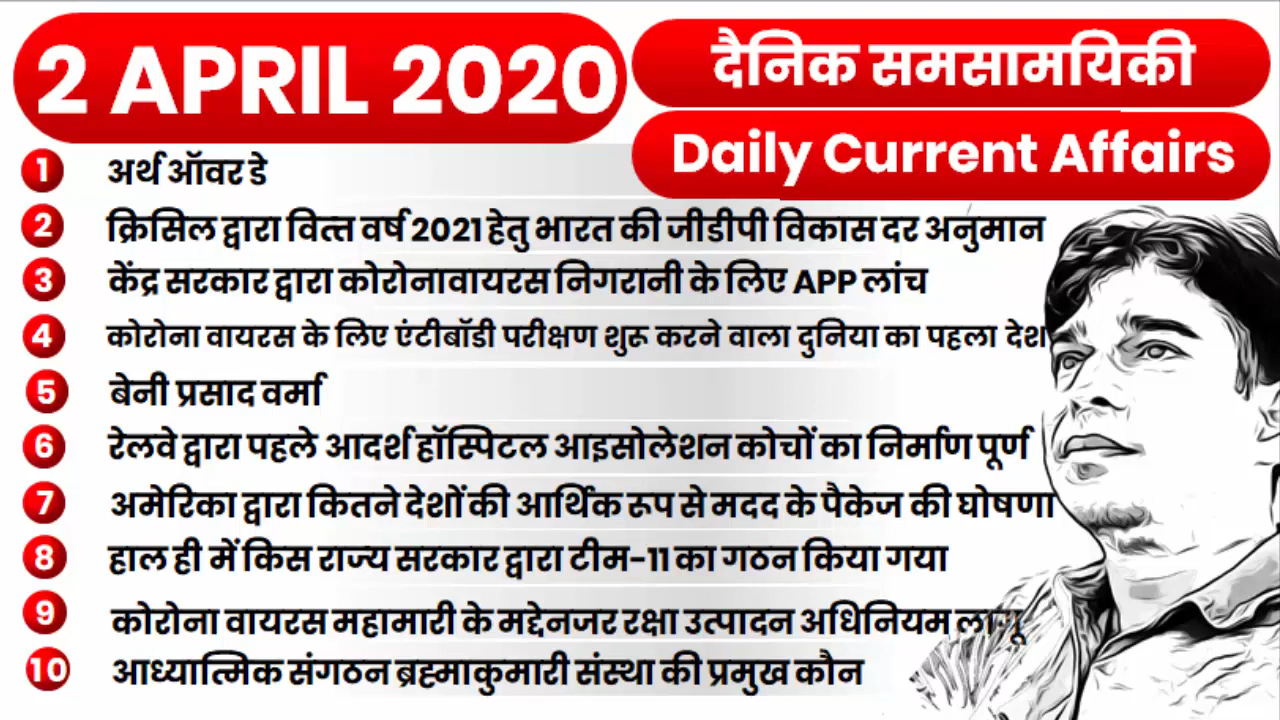 2 APRIL 2020
दैनिक समसामयिकी
Daily Current Affairs
1 अर्थ ऑवर डे
2 क्रिसिल द्वारा वित्त वर्ष 2021 हेतु भारत की जीडीपी विकास दर अनुमान
3 केंद्र सरकार द्वारा कोरोनावायरस निगरानी के लिए APP लांच
4 कोरोना वायरस के लिए एंटीबॉडी परीक्षण शुरू करने वाला दुनिया का पहला देश
5 बेनी प्रसाद वर्मा
6 रेलवे द्वारा पहले आदर्श हॉस्पिटल आइसोलेशन कोचों का निर्माण पूर्ण
7 अमेरिका द्वारा कितने देशों की आर्थिक रूप से मदद के पैकेज की घोषणा
8 हाल ही में किस राज्य सरकार द्वारा टीम-11 का गठन किया गया
9 कोरोना वायरस महामारी के मद्देनजर रक्षा उत्पादन अधिनियम लागू
10 आध्यात्मिक संगठन ब्रह्माकुमारी संस्था की प्रमुख कौन